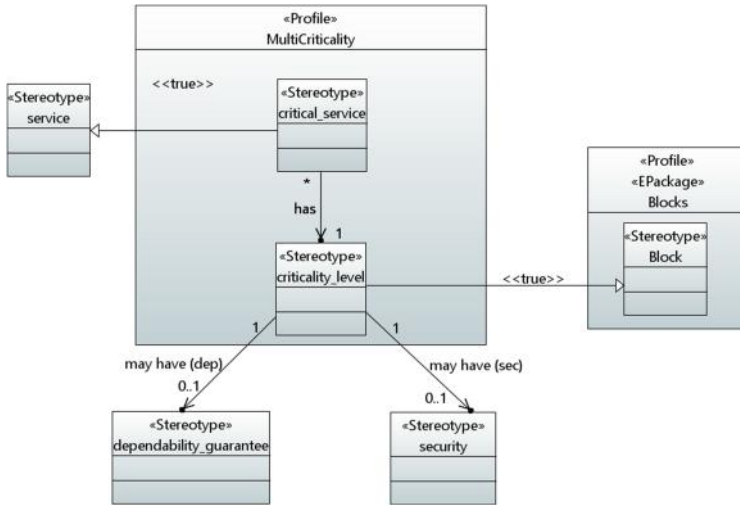 «Profile»
MultiCriticality
<<true>>
«Stereotype»
service
«Stereotype»
critical_service
*
has
1
«Profile»
«EPackage»
Blocks
«Stereotype»
Block
«Stereotype»
criticality_level
<<true>>
1
1
may have (dep)
may have (sec)
0..1
0..1
«Stereotype»
dependability_guarantee
«Stereotype»
security